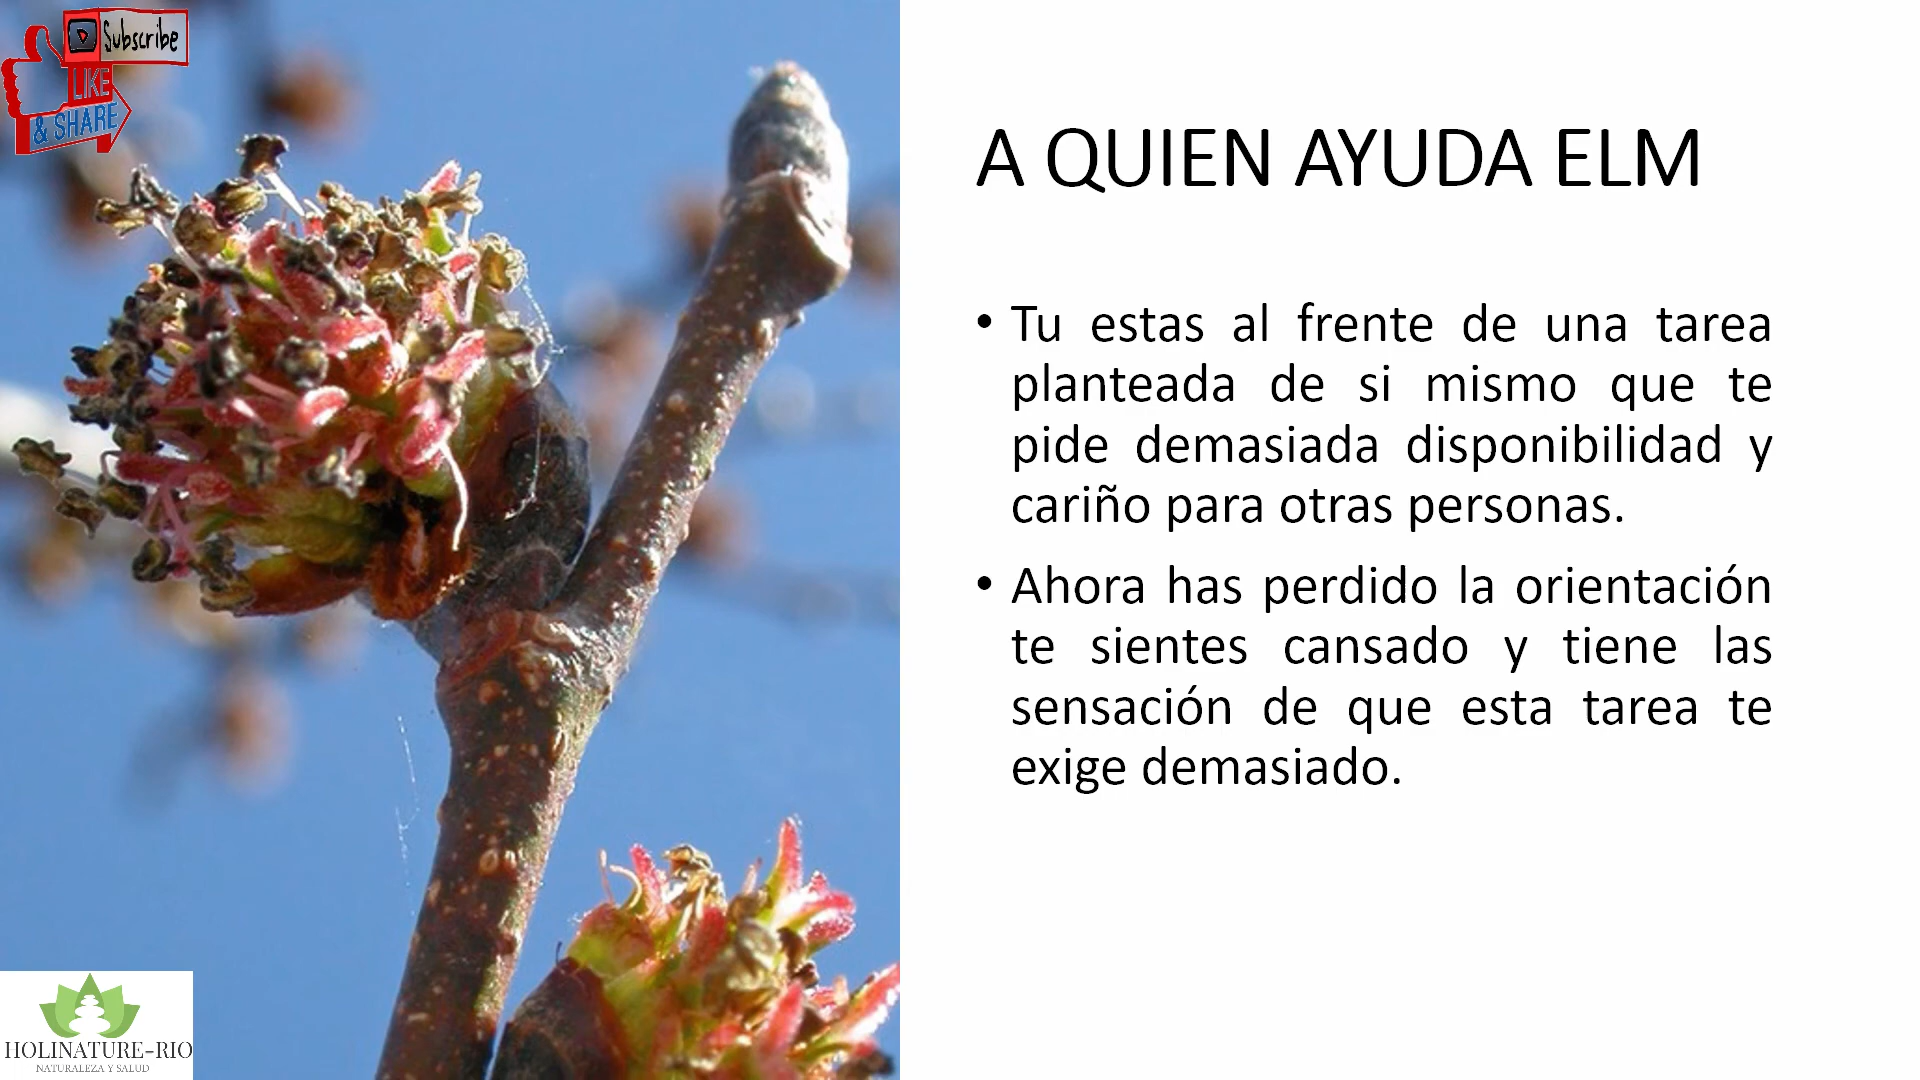 Subscribe
LIKE
& SHARE
A QUIEN AYUDA ELM
• Tu estas al frente de una tarea
planteada de si mismo que te
pide demasiada disponibilidad y
cariño para otras personas.
• Ahora has perdido la orientación
te sientes cansado y tiene las
sensación de que esta tarea te
exige demasiado.
HOLINATURE-RIO
NATURALEZA Y SALUD